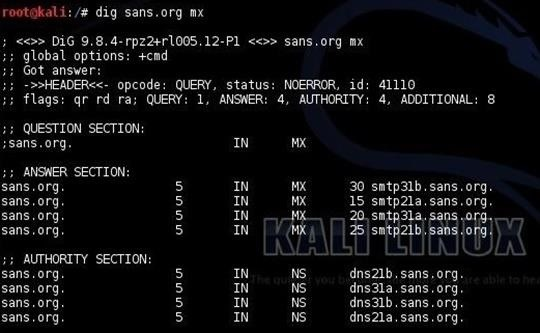 root@kali:/# dig sans.org mx
; <<>> DiG 9.8.4-rpz2+rl005.12-P1 <<>> sans.org mx
;; global options: +cmd
;; Got answer:
;; ->>HEADER<<- opcode: QUERY, status: NOERROR, id: 41110
;; flags: qr rd ra; QUERY: 1, ANSWER: 4, AUTHORITY: 4, ADDITIONAL: 8
;; QUESTION SECTION:
;sans.org. IN MX
;; ANSWER SECTION:
sans.org. 5 IN MX 30 smtp31b.sans.org.
sans.org. 5 IN MX 15 smtp21a.sans.org.
sans.org. 5 IN MX 20 smtp31a.sans.org.
sans.org. 5 IN MX 25 smtp21b.sans.org.
KALI LINUX
;; AUTHORITY SECTION:
sans.org. 5 IN NS dns21b.sans.org.
sans.org. 5 IN NS dns31a.sans.org.
sans.org. 5 IN NS dns31b.sans.org.
sans.org. 5 IN NS dns21a.sans.org.
The you are able to hea